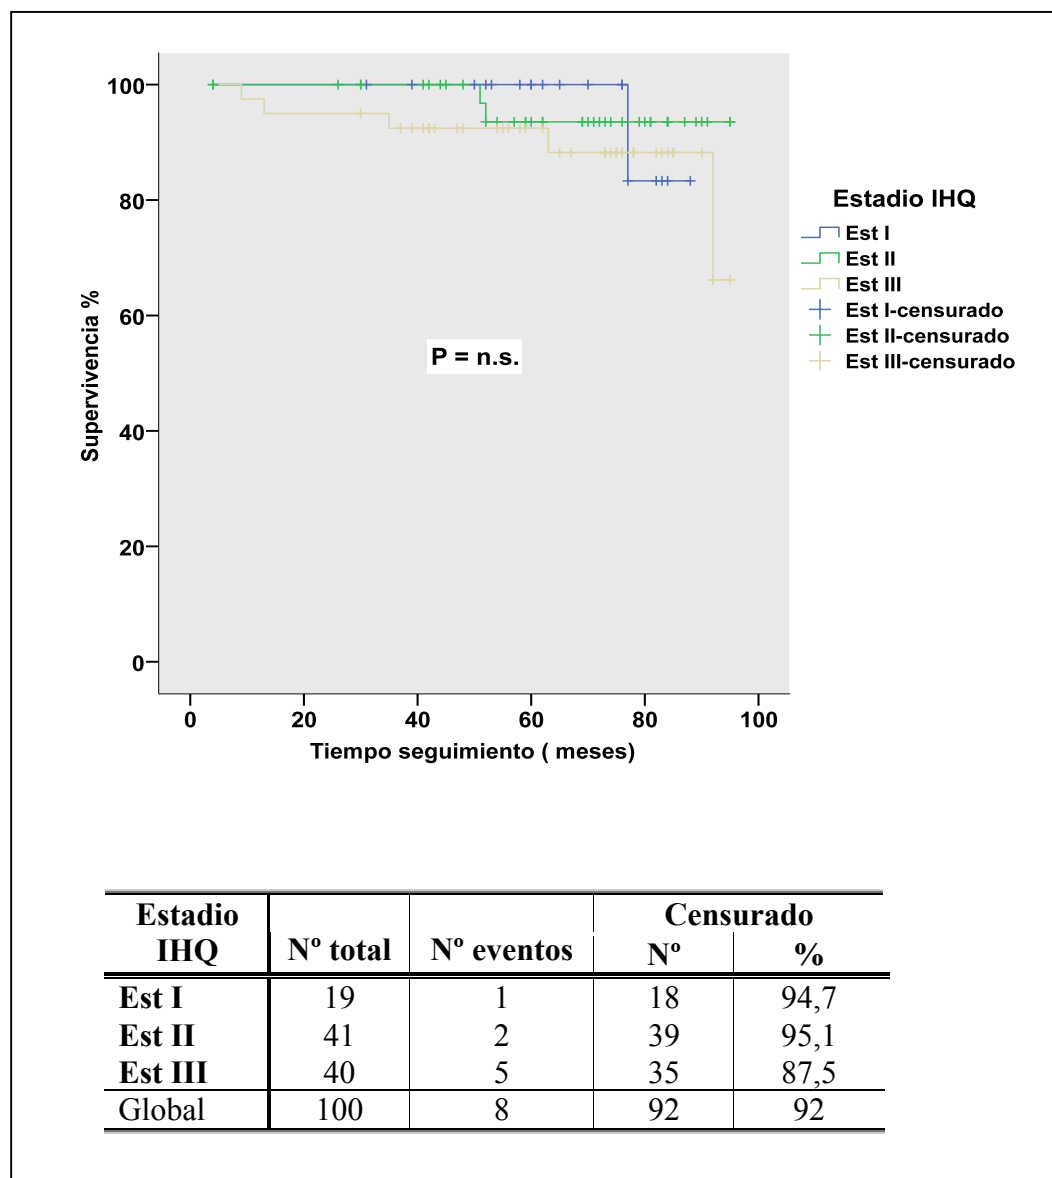 100
80
60
40
20
0
Supervivencia %
P = n.s.
0 20 40 60 80 100
Tiempo seguimiento ( meses)
Estadio IHQ
Est I
Est II
Est III
Est I-censurado
Est II-censurado
Est III-censurado
Estadio IHQ Nº total Nº eventos Censurado
Nº %
Est I 19 1 18 94,7
Est II 41 2 39 95,1
Est III 40 5 35 87,5
Global 100 8 92 92